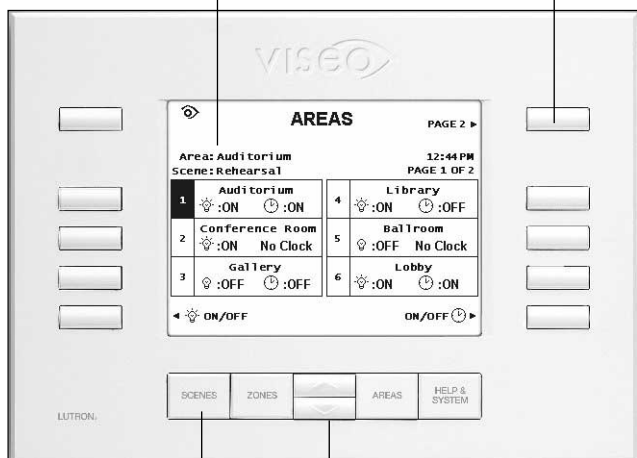 VISEO
AREAS
PAGE 2 ►
Area: Auditorium 12:44 PM
Scene: Rehearsal PAGE 1 OF 2
1 Auditorium
:ON :ON
2 Conference Room
:ON No Clock
3 Gallery
:OFF :OFF
4 Library
:ON :OFF
5 Ballroom
:OFF No Clock
6 Lobby
:ON :ON
◄ ON/OFF ON/OFF ►
SCENES ZONES AREAS HELP & SYSTEM
LUTRON.